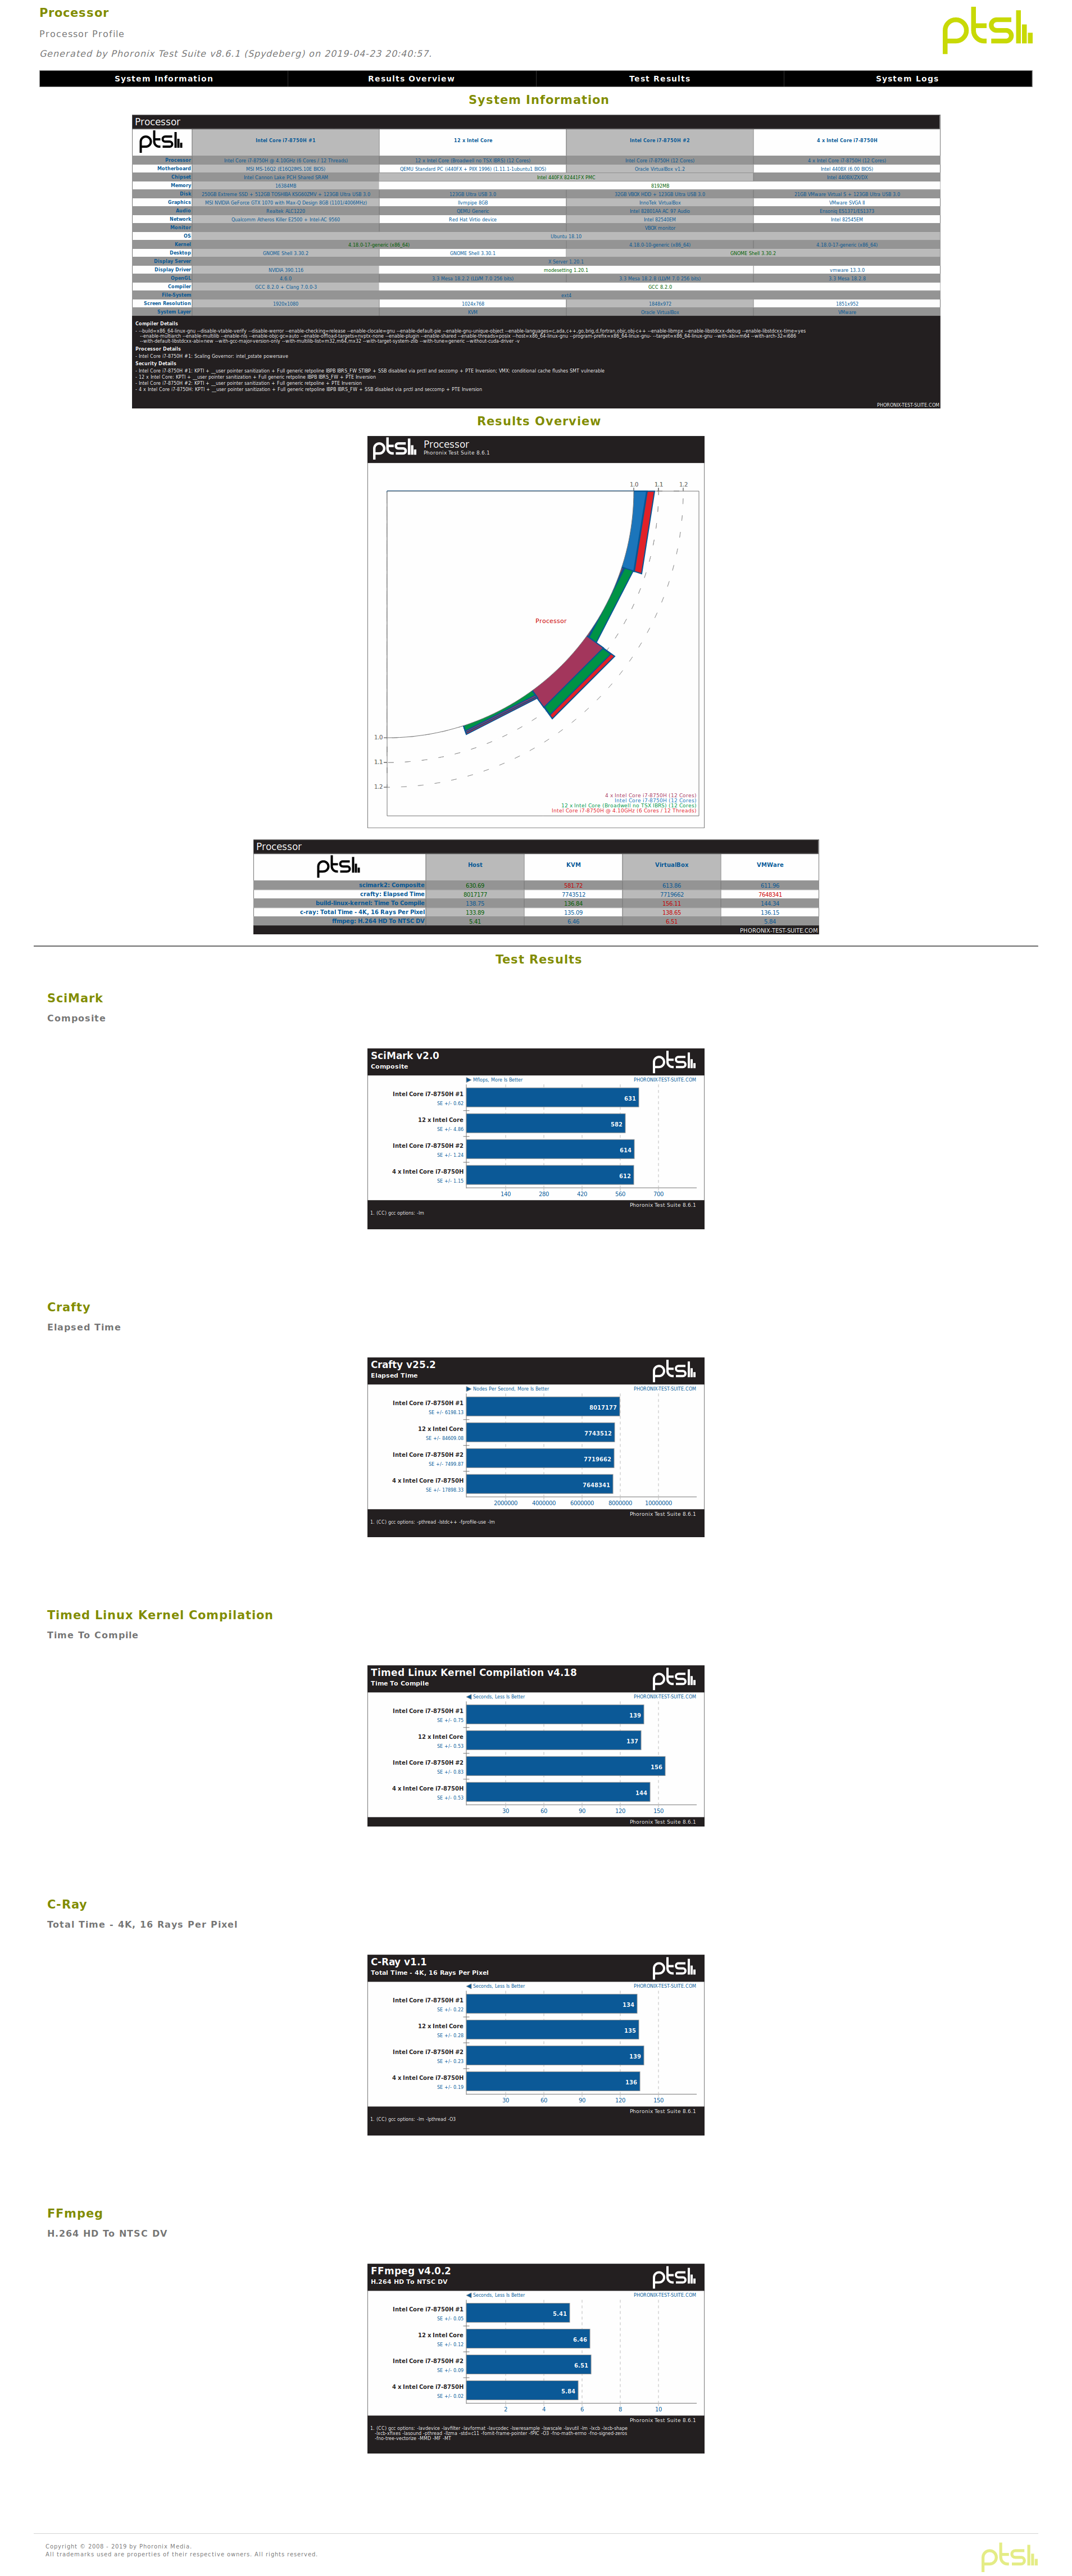 Processor
Processor Profile
Generated by Phoronix Test Suite v8.6.1 (Spydeberg) on 2019-04-23 20:40:57.
ptsl
System Information Results Overview Test Results System Logs
System Information
Processor
ptsl Intel Core i7-8750H #1 12 x Intel Core Intel Core i7-8750H #2 4 x Intel Core i7-8750H
Processor Intel Core i7-8750H @ 4.10GHz (6 Cores / 12 Threads) 12 x Intel Core (Broadwell no TSX IBRS) (12 Cores) Intel Core i7-8750H (12 Cores) 4 x Intel Core i7-8750H (12 Cores)
Motherboard MSI MS-16Q2 (E16Q2IMS.10E BIOS) QEMU Standard PC (i440FX + PIIX 1996) (1.11.1-1ubuntu1 BIOS) Oracle VirtualBox v1.2 Intel 440BX (6.00 BIOS)
Chipset Intel Cannon Lake PCH Shared SRAM Intel 440FX 82441FX PMC Intel 440BX/ZX/DX
Memory 16384MB 8192MB
Disk 250GB Extreme SSD + 512GB TOSHIBA KSG60ZMV + 123GB Ultra USB 3.0 123GB Ultra USB 3.0 32GB VBOX HDD + 123GB Ultra USB 3.0 21GB VMware Virtual S + 123GB Ultra USB 3.0
Graphics MSI NVIDIA GeForce GTX 1070 with Max-Q Design 8GB (1101/4006MHz) llvmpipe 8GB InnoTek VirtualBox VMware SVGA II
Audio Realtek ALC1220 QEMU Generic Intel 82801AA AC 97 Audio Ensoniq ES1371/ES1373
Network Qualcomm Atheros Killer E2500 + Intel-AC 9560 Red Hat Virtio device Intel 82540EM Intel 82545EM
Monitor VBOX monitor
OS Ubuntu 18.10
Kernel 4.18.0-17-generic (x86_64) 4.18.0-10-generic (x86_64) 4.18.0-17-generic (x86_64)
Desktop GNOME Shell 3.30.2 GNOME Shell 3.30.1 GNOME Shell 3.30.2
Display Server X Server 1.20.1
Display Driver NVIDIA 390.116 modesetting 1.20.1 vmware 13.3.0
OpenGL 4.6.0 3.3 Mesa 18.2.2 (LLVM 7.0 256 bits) 3.3 Mesa 18.2.8 (LLVM 7.0 256 bits) 3.3 Mesa 18.2.8
Compiler GCC 8.2.0 + Clang 7.0.0-3 GCC 8.2.0
File-System ext4
Screen Resolution 1920x1080 1024x768 1848x972 1851x952
System Layer KVM Oracle VirtualBox VMware
Compiler Details
- --build=x86_64-linux-gnu --disable-vtable-verify --disable-werror --enable-checking=release --enable-clocale=gnu --enable-default-pie --enable-gnu-unique-object --enable-languages=c,ada,c++,go,brig,d,fortran,objc,obj-c++ --enable-libmpx --enable-libstdcxx-debug --enable-libstdcxx-time=yes
--enable-multiarch --enable-multilib --enable-nls --enable-objc-gc=auto --enable-offload-targets=nvptx-none --enable-plugin --enable-shared --enable-threads=posix --host=x86_64-linux-gnu --program-prefix=x86_64-linux-gnu- --target=x86_64-linux-gnu --with-abi=m64 --with-arch-32=i686
--with-default-libstdcxx-abi=new --with-gcc-major-version-only --with-multilib-list=m32,m64,mx32 --with-target-system-zlib --with-tune=generic --without-cuda-driver -v
Processor Details
- Intel Core i7-8750H #1: Scaling Governor: intel_pstate powersave
Security Details
- Intel Core i7-8750H #1: KPTI + __user pointer sanitization + Full generic retpoline IBPB IBRS_FW STIBP + SSB disabled via prctl and seccomp + PTE Inversion; VMX: conditional cache flushes SMT vulnerable
- 12 x Intel Core: KPTI + __user pointer sanitization + Full generic retpoline IBPB IBRS_FW + PTE Inversion
- Intel Core i7-8750H #2: KPTI + __user pointer sanitization + Full generic retpoline + PTE Inversion
- 4 x Intel Core i7-8750H: KPTI + __user pointer sanitization + Full generic retpoline IBPB IBRS_FW + SSB disabled via prctl and seccomp + PTE Inversion
PHORONIX-TEST-SUITE.COM
Results Overview
ptsl Processor
Phoronix Test Suite 8.6.1
1.0 1.1 1.2
Processor
1.0
1.1
1.2
4 x Intel Core i7-8750H (12 Cores)
Intel Core i7-8750H (12 Cores)
12 x Intel Core (Broadwell no TSX IBRS) (12 Cores)
Intel Core i7-8750H @ 4.10GHz (6 Cores / 12 Threads)
Processor
ptsl Host KVM VirtualBox VMWare
scimark2: Composite 630.69 581.72 613.86 611.96
crafty: Elapsed Time 8017177 7743512 7719662 7648341
build-linux-kernel: Time To Compile 138.75 136.84 156.11 144.34
c-ray: Total Time - 4K, 16 Rays Per Pixel 133.89 135.09 138.65 136.15
ffmpeg: H.264 HD To NTSC DV 5.41 6.46 6.51 5.84
PHORONIX-TEST-SUITE.COM
Test Results
SciMark
Composite
SciMark v2.0
Composite
ptsl
Mflops, More Is Better PHORONIX-TEST-SUITE.COM
Intel Core i7-8750H #1 631
SE +/- 0.62
12 x Intel Core 582
SE +/- 4.86
Intel Core i7-8750H #2 614
SE +/- 1.24
4 x Intel Core i7-8750H 612
SE +/- 1.15
140 280 420 560 700
Phoronix Test Suite 8.6.1
1. (CC) gcc options: -lm
Crafty
Elapsed Time
Crafty v25.2
Elapsed Time
ptsl
Nodes Per Second, More Is Better PHORONIX-TEST-SUITE.COM
Intel Core i7-8750H #1 8017177
SE +/- 6198.13
12 x Intel Core 7743512
SE +/- 84609.08
Intel Core i7-8750H #2 7719662
SE +/- 7499.87
4 x Intel Core i7-8750H 7648341
SE +/- 17898.33
2000000 4000000 6000000 8000000 10000000
Phoronix Test Suite 8.6.1
1. (CC) gcc options: -pthread -lstdc++ -fprofile-use -lm
Timed Linux Kernel Compilation
Time To Compile
Timed Linux Kernel Compilation v4.18
Time To Compile
ptsl
Seconds, Less Is Better PHORONIX-TEST-SUITE.COM
Intel Core i7-8750H #1 139
SE +/- 0.75
12 x Intel Core 137
SE +/- 0.53
Intel Core i7-8750H #2 156
SE +/- 0.83
4 x Intel Core i7-8750H 144
SE +/- 0.53
30 60 90 120 150
Phoronix Test Suite 8.6.1
C-Ray
Total Time - 4K, 16 Rays Per Pixel
C-Ray v1.1
Total Time - 4K, 16 Rays Per Pixel
ptsl
Seconds, Less Is Better PHORONIX-TEST-SUITE.COM
Intel Core i7-8750H #1 134
SE +/- 0.22
12 x Intel Core 135
SE +/- 0.28
Intel Core i7-8750H #2 139
SE +/- 0.23
4 x Intel Core i7-8750H 136
SE +/- 0.19
30 60 90 120 150
Phoronix Test Suite 8.6.1
1. (CC) gcc options: -lm -lpthread -O3
FFmpeg
H.264 HD To NTSC DV
FFmpeg v4.0.2
H.264 HD To NTSC DV
ptsl
Seconds, Less Is Better PHORONIX-TEST-SUITE.COM
Intel Core i7-8750H #1 5.41
SE +/- 0.05
12 x Intel Core 6.46
SE +/- 0.12
Intel Core i7-8750H #2 6.51
SE +/- 0.09
4 x Intel Core i7-8750H 5.84
SE +/- 0.02
2 4 6 8 10
Phoronix Test Suite 8.6.1
1. (CC) gcc options: -lavdevice -lavfilter -lavformat -lavcodec -lswresample -lswscale -lavutil -lm -lxcb -lxcb-shape
-lxcb-xfixes -lasound -pthread -llzma -std=c11 -fomit-frame-pointer -fPIC -O3 -fno-math-errno -fno-signed-zeros
-fno-tree-vectorize -MMD -MF -MT
Copyright © 2008 - 2019 by Phoronix Media.
All trademarks used are properties of their respective owners. All rights reserved.
ptsl